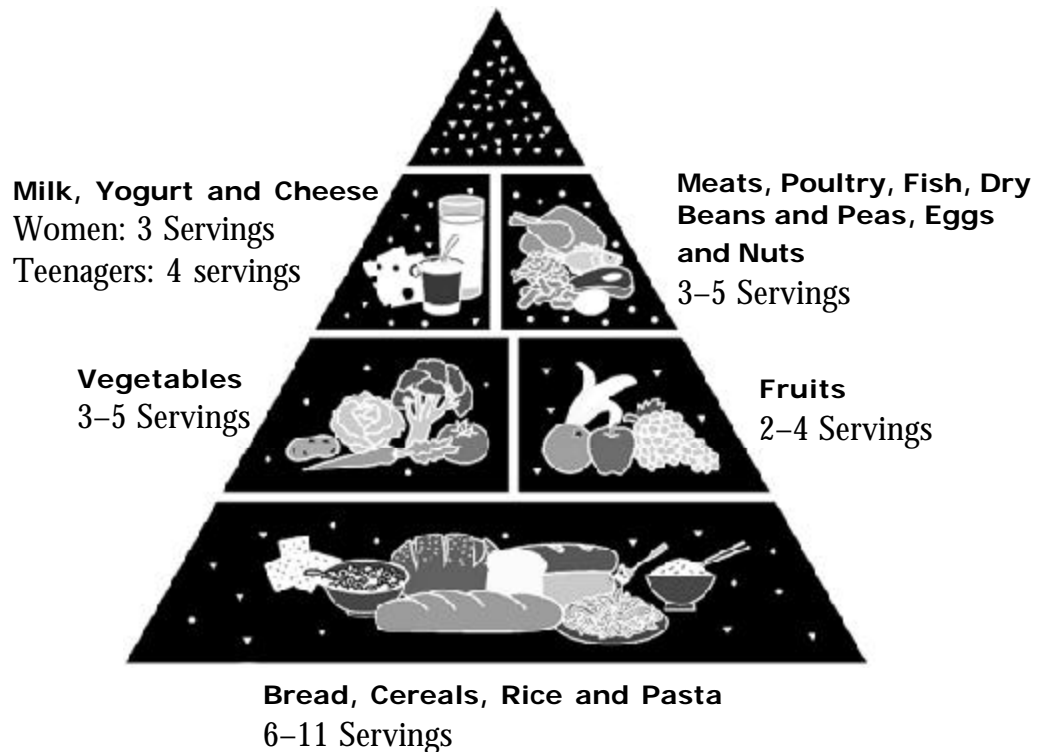 Milk, Yogurt and Cheese
Women: 3 Servings
Teenagers: 4 servings
Meats, Poultry, Fish, Dry
Beans and Peas, Eggs
and Nuts
3–5 Servings
Vegetables
3–5 Servings
Fruits
2–4 Servings
Bread, Cereals, Rice and Pasta
6–11 Servings